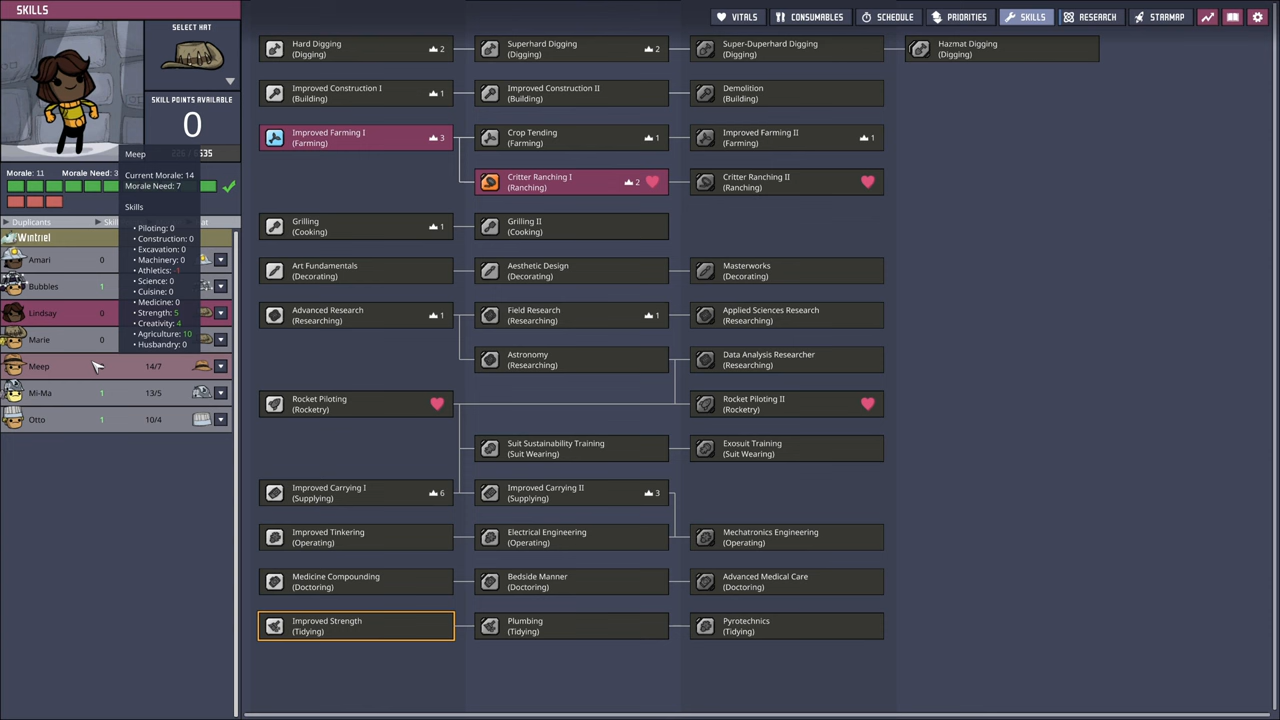 SKILLS
VITALS
CONSUMABLES
SCHEDULE
PRIORITIES
SKILLS
RESEARCH
STARMAP
SELECT HAT
SKILL POINTS AVAILABLE
0
Morale: 11
Morale Need: 3
Duplicants
Wintriel
Amari 0
Bubbles 1
Lindsay 0
Marie 0
Meep 14/7
Mi-Ma 1 13/5
Otto 1 10/4
Meep
Current Morale: 14
Morale Need: 7
Skills
• Piloting: 0
• Construction: 0
• Excavation: 0
• Machinery: 0
• Athletics: -1
• Science: 0
• Cuisine: 0
• Medicine: 0
• Strength: 5
• Creativity: 4
• Agriculture: 10
• Husbandry: 0
Hard Digging 2
(Digging)
Superhard Digging 2
(Digging)
Super-Duperhard Digging
(Digging)
Hazmat Digging
(Digging)
Improved Construction I 1
(Building)
Improved Construction II
(Building)
Demolition
(Building)
Improved Farming I 3
(Farming)
Crop Tending 1
(Farming)
Improved Farming II 1
(Farming)
Critter Ranching I 2
(Ranching)
Critter Ranching II
(Ranching)
Grilling 1
(Cooking)
Grilling II
(Cooking)
Art Fundamentals
(Decorating)
Aesthetic Design
(Decorating)
Masterworks
(Decorating)
Advanced Research 1
(Researching)
Field Research 1
(Researching)
Applied Sciences Research
(Researching)
Astronomy
(Researching)
Data Analysis Researcher
(Researching)
Rocket Piloting
(Rocketry)
Rocket Piloting II
(Rocketry)
Suit Sustainability Training
(Suit Wearing)
Exosuit Training
(Suit Wearing)
Improved Carrying I 6
(Supplying)
Improved Carrying II 3
(Supplying)
Improved Tinkering
(Operating)
Electrical Engineering
(Operating)
Mechatronics Engineering
(Operating)
Medicine Compounding
(Doctoring)
Bedside Manner
(Doctoring)
Advanced Medical Care
(Doctoring)
Improved Strength
(Tidying)
Plumbing
(Tidying)
Pyrotechnics
(Tidying)